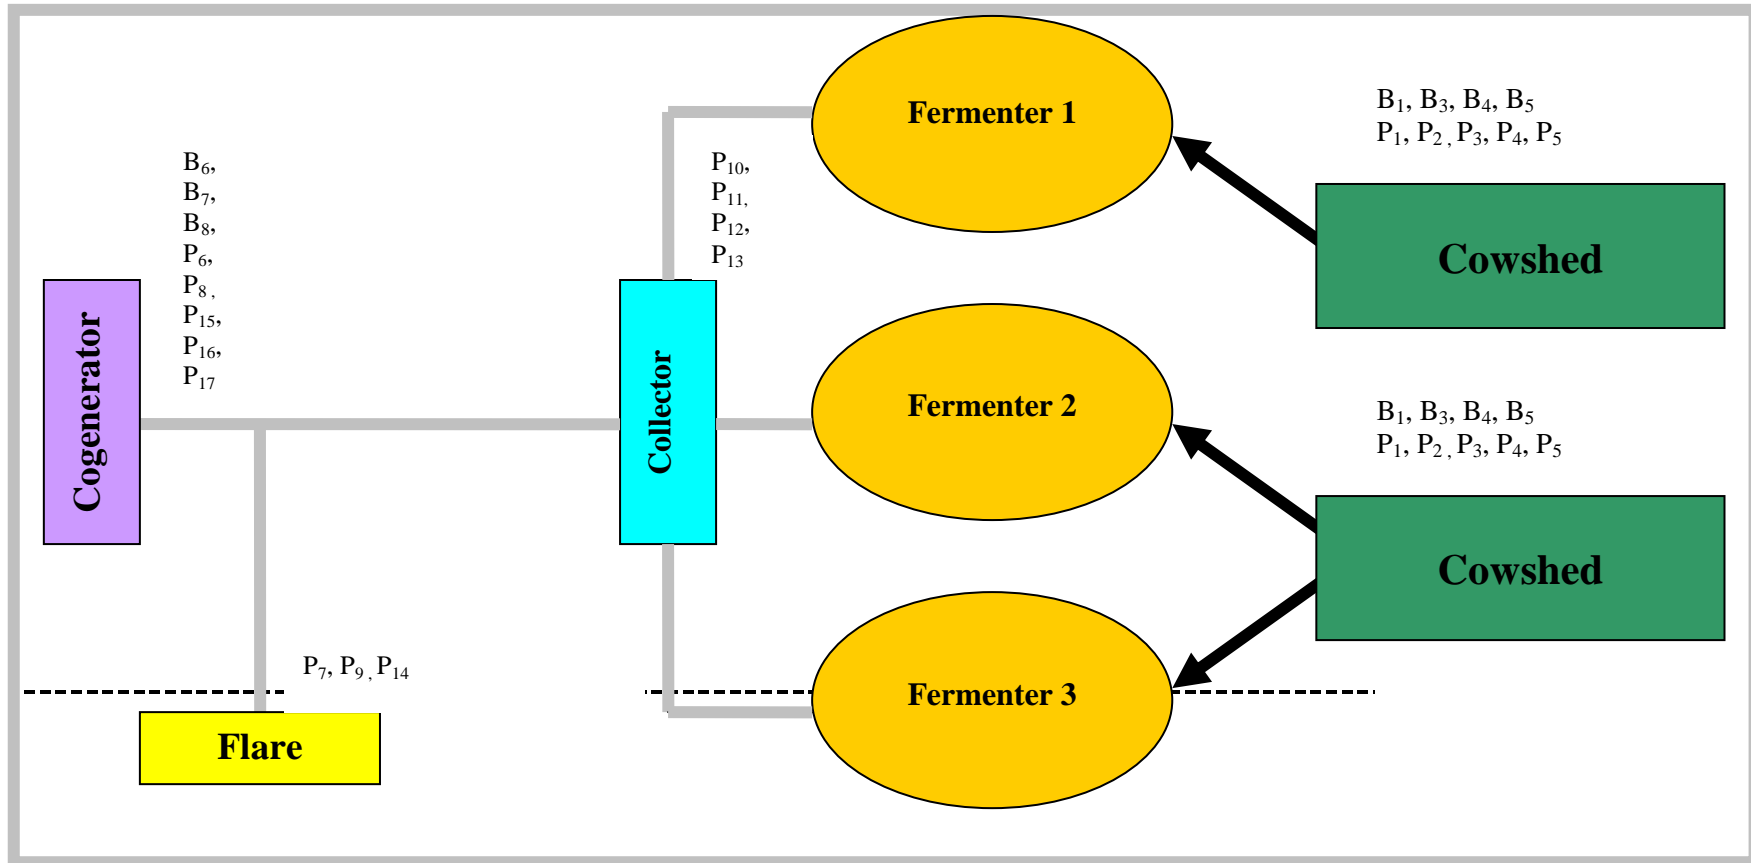 Fermenter 1
B₁, B₃, B₄, B₅
P₁, P₂ , P₃, P₄, P₅
Cowshed
B₆,
B₇,
B₈,
P₆,
P₈ ,
P₁₅,
P₁₆,
P₁₇
P₁₀,
P₁₁,
P₁₂,
P₁₃
Cogenerator
Collector
Fermenter 2
B₁, B₃, B₄, B₅
P₁, P₂ , P₃, P₄, P₅
Cowshed
P₇, P₉ , P₁₄
Fermenter 3
Flare